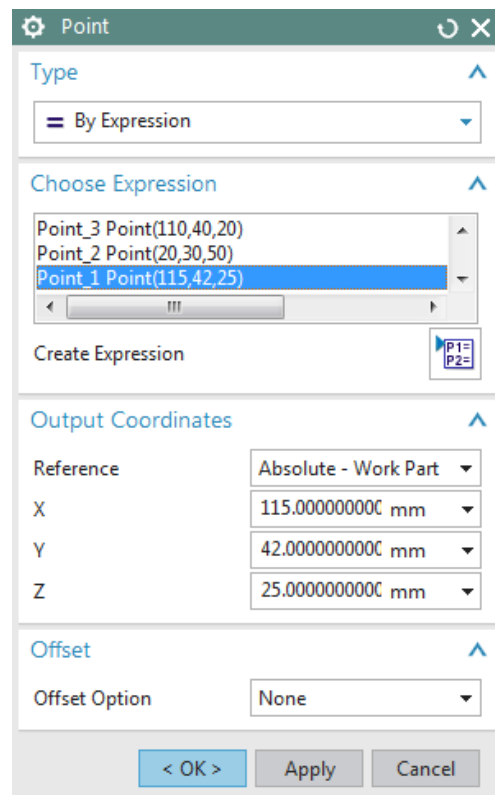 Point
Type
= By Expression
Choose Expression
Point_3 Point(110,40,20)
Point_2 Point(20,30,50)
Point_1 Point(115,42,25)
Create Expression
P1=
P2=
Output Coordinates
Reference Absolute - Work Part
X 115.000000000 mm
Y 42.0000000000 mm
Z 25.0000000000 mm
Offset
Offset Option None
< OK > Apply Cancel